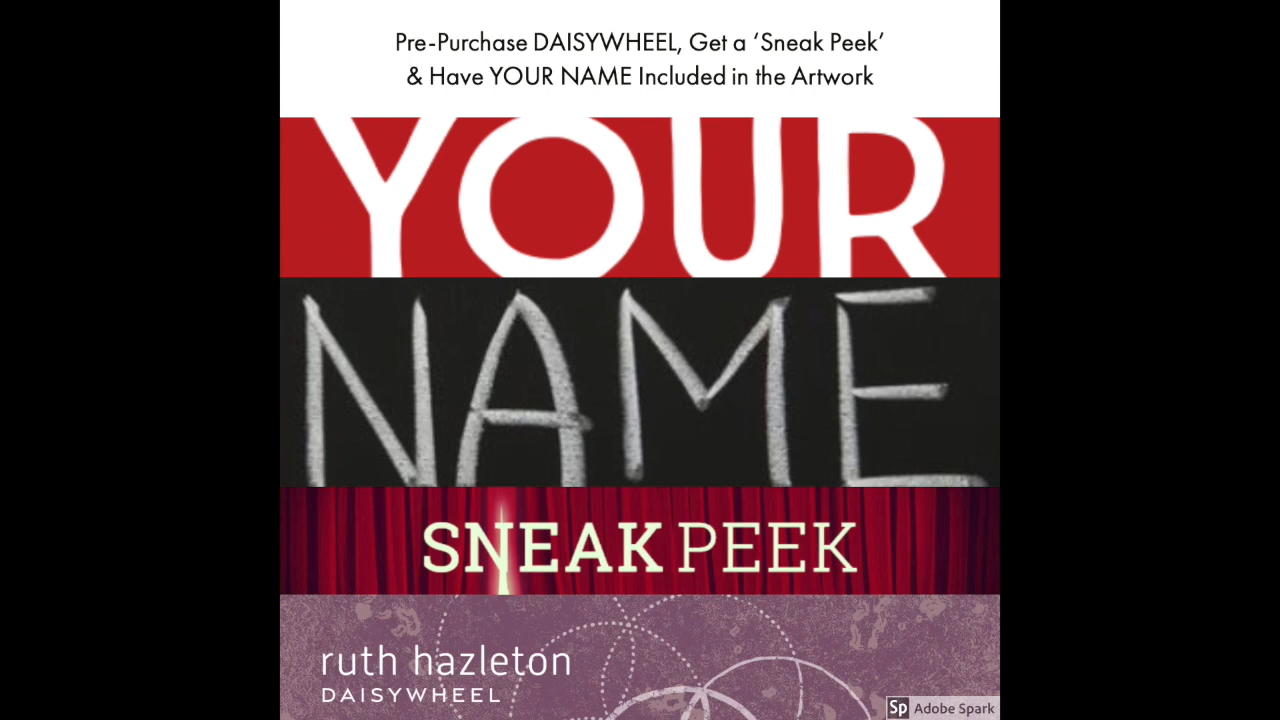 Pre-Purchase DAISYWHEEL, Get a ‘Sneak Peek’
& Have YOUR NAME Included in the Artwork
YOUR
NAME
SNEAK PEEK
ruth hazleton
DAISYWHEEL
Sp Adobe Spark